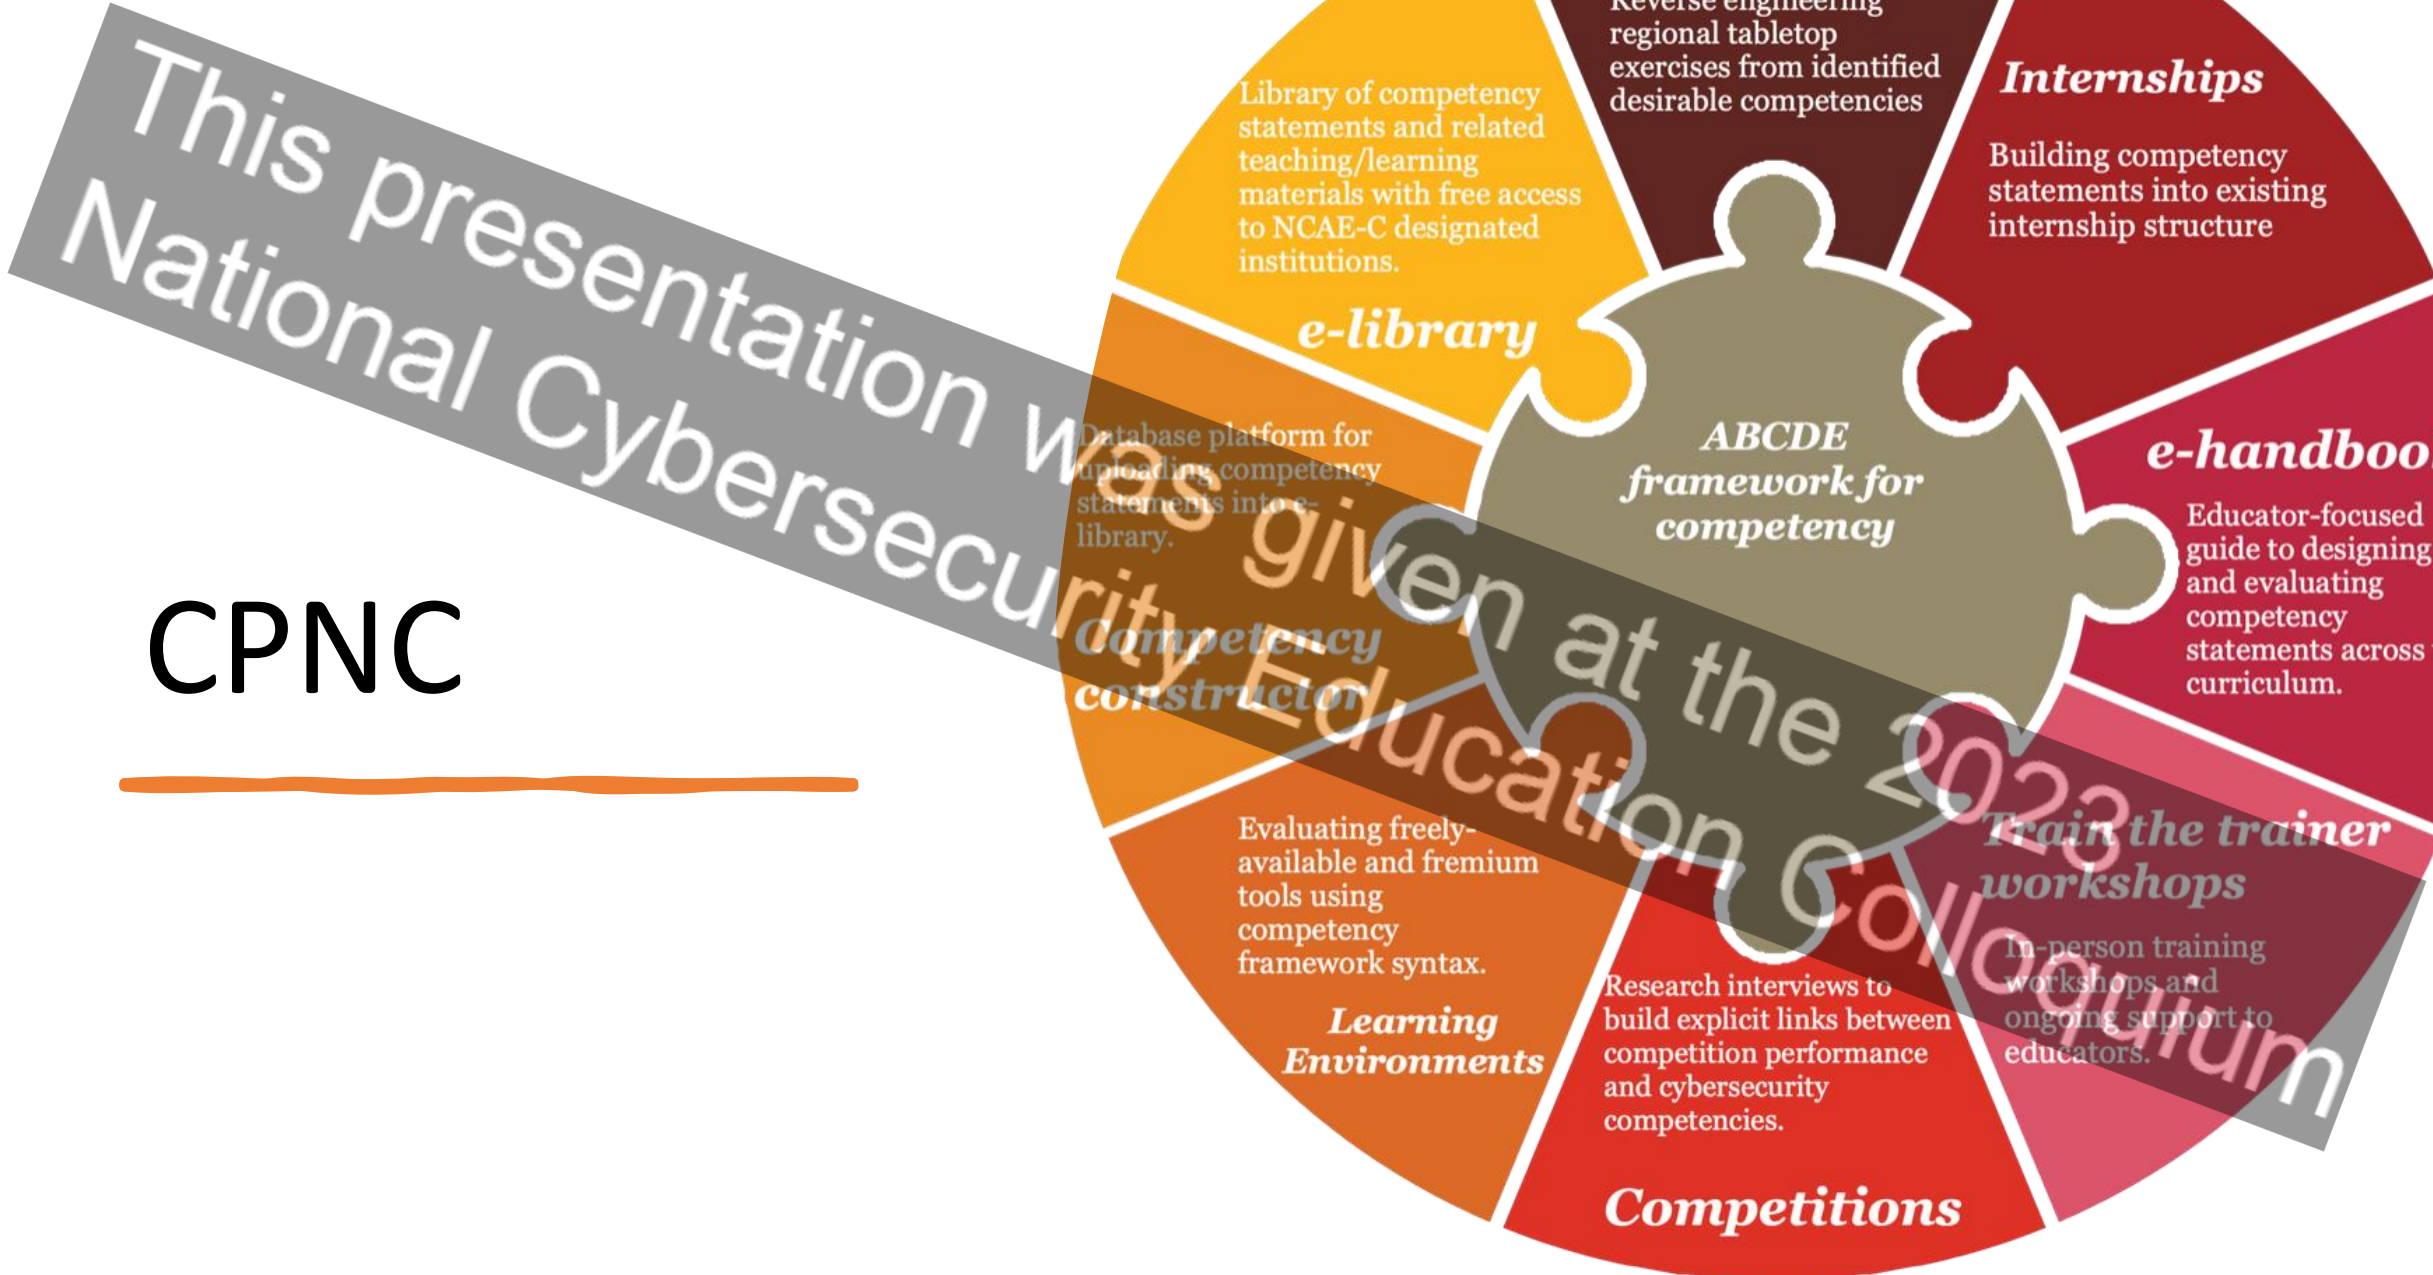 This presentation was given at the 2023
National Cybersecurity Education Colloquium
CPNC
Reverse engineering
regional tabletop
exercises from identified
desirable competencies
Internships
Building competency
statements into existing
internship structure
Library of competency
statements and related
teaching/learning
materials with free access
to NCAE-C designated
institutions.
e-library
ABCDE
framework for
competency
Educator-focused
guide to designing
and evaluating
competency
statements across
curriculum.
Database platform for
uploading competency
statements into e-
library.
Competency
constructor
Train the trainer
workshops
In-person training
workshops and
ongoing support to
educators.
Evaluating freely-
available and fremium
tools using
competency
framework syntax.
Learning
Environments
Research interviews to
build explicit links between
competition performance
and cybersecurity
competencies.
Competitions